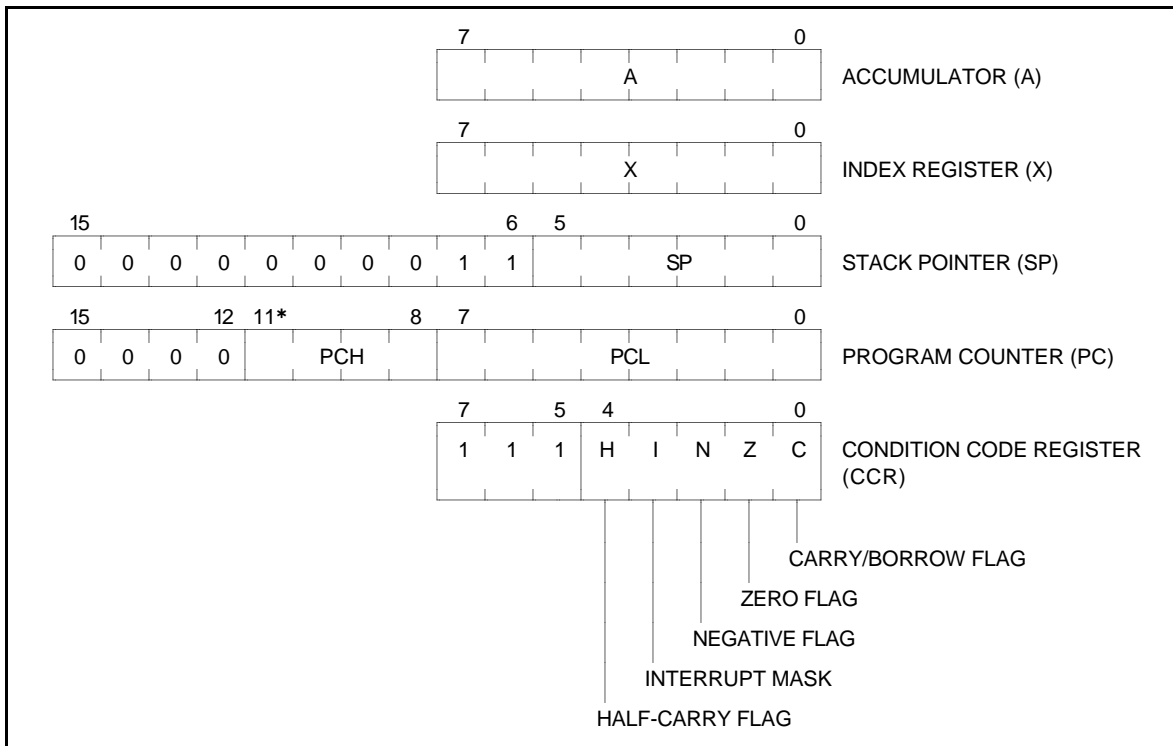 7 0
A ACCUMULATOR (A)
7 0
X INDEX REGISTER (X)
15 6 5 0
0 0 0 0 0 0 0 0 1 1 SP STACK POINTER (SP)
15 12 11* 8 7 0
0 0 0 0 PCH PCL PROGRAM COUNTER (PC)
7 5 4 0
1 1 1 H I N Z C CONDITION CODE REGISTER
(CCR)
CARRY/BORROW FLAG
ZERO FLAG
NEGATIVE FLAG
INTERRUPT MASK
HALF-CARRY FLAG